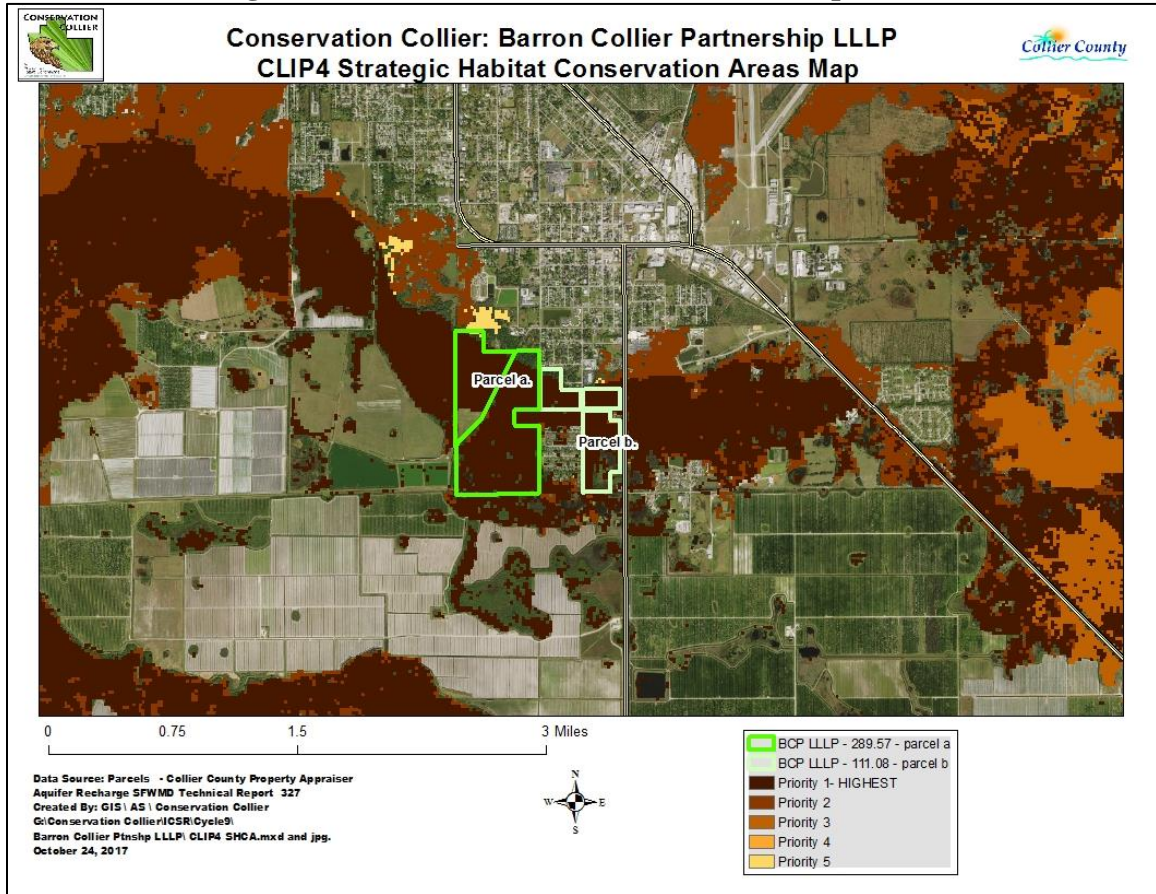 CONSERVATION
COLLIER
Conservation Collier: Barron Collier Partnership LLLP
CLIP4 Strategic Habitat Conservation Areas Map
Collier County
Parcel a.
Parcel b.
0 0.75 1.5 3 Miles
Data Source: Parcels - Collier County Property Appraiser
Aquifer Recharge SFWMD Technical Report 327
Created By: GIS \ AS \ Conservation Collier
G:\Conservation Collier\ICSR\Cycle9\
Barron Collier Ptnshp LLLP\ CLIP4 SHCA.mxd and jpg.
October 24, 2017
N
W E
S
BCP LLLP - 289.57 - parcel a
BCP LLLP - 111.08 - parcel b
Priority 1- HIGHEST
Priority 2
Priority 3
Priority 4
Priority 5